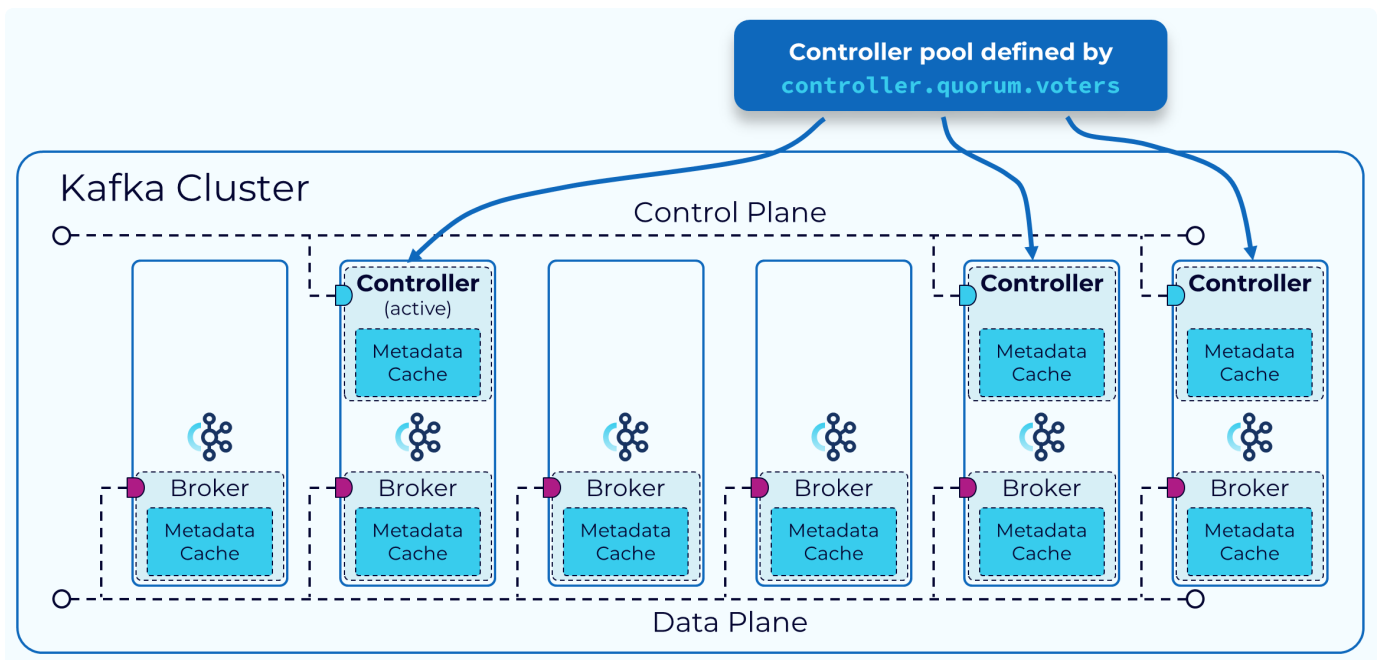 Controller pool defined by
controller.quorum.voters
Kafka Cluster
Control Plane
Controller
(active)
Metadata
Cache
Controller
Metadata
Cache
Controller
Metadata
Cache
Broker
Metadata
Cache
Broker
Metadata
Cache
Broker
Metadata
Cache
Broker
Metadata
Cache
Broker
Metadata
Cache
Broker
Metadata
Cache
Data Plane